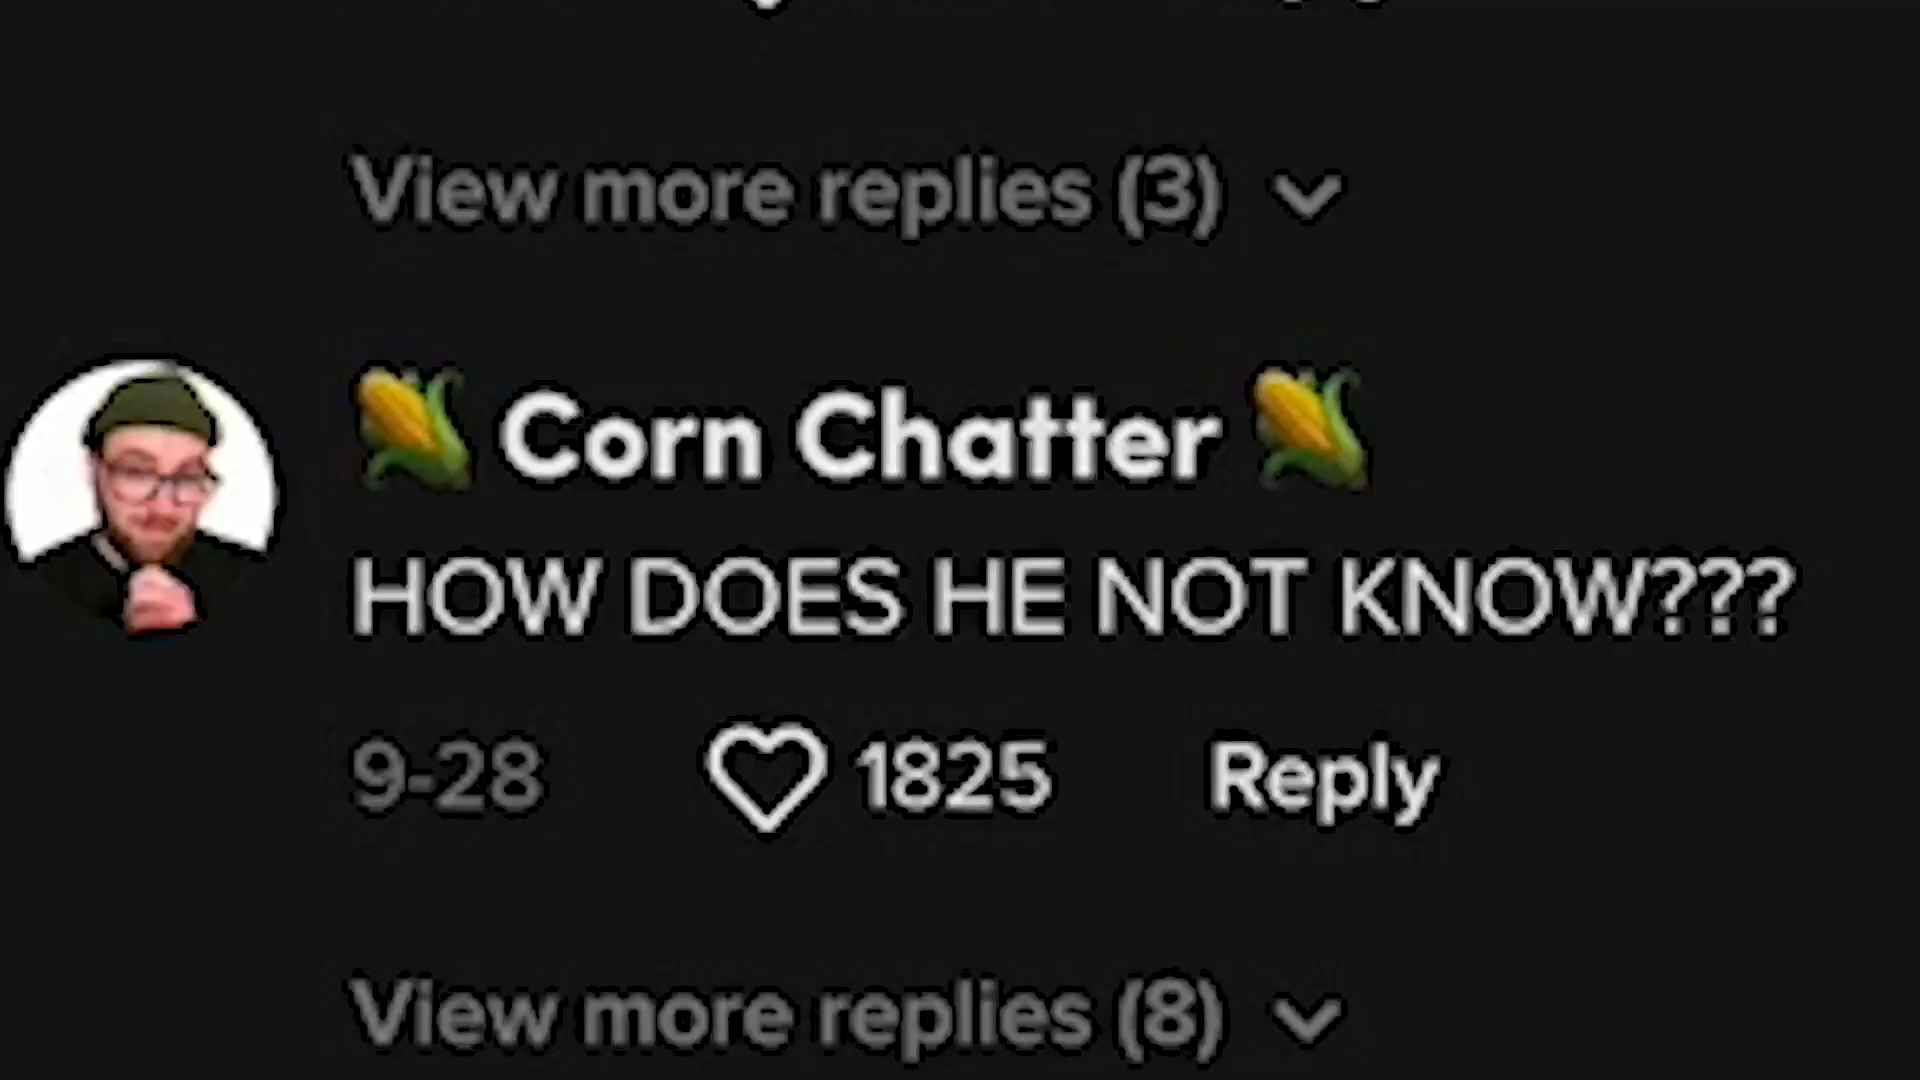 View more replies (3)
🌽 Corn Chatter 🌽
HOW DOES HE NOT KNOW???
9-28 1825 Reply
View more replies (8)